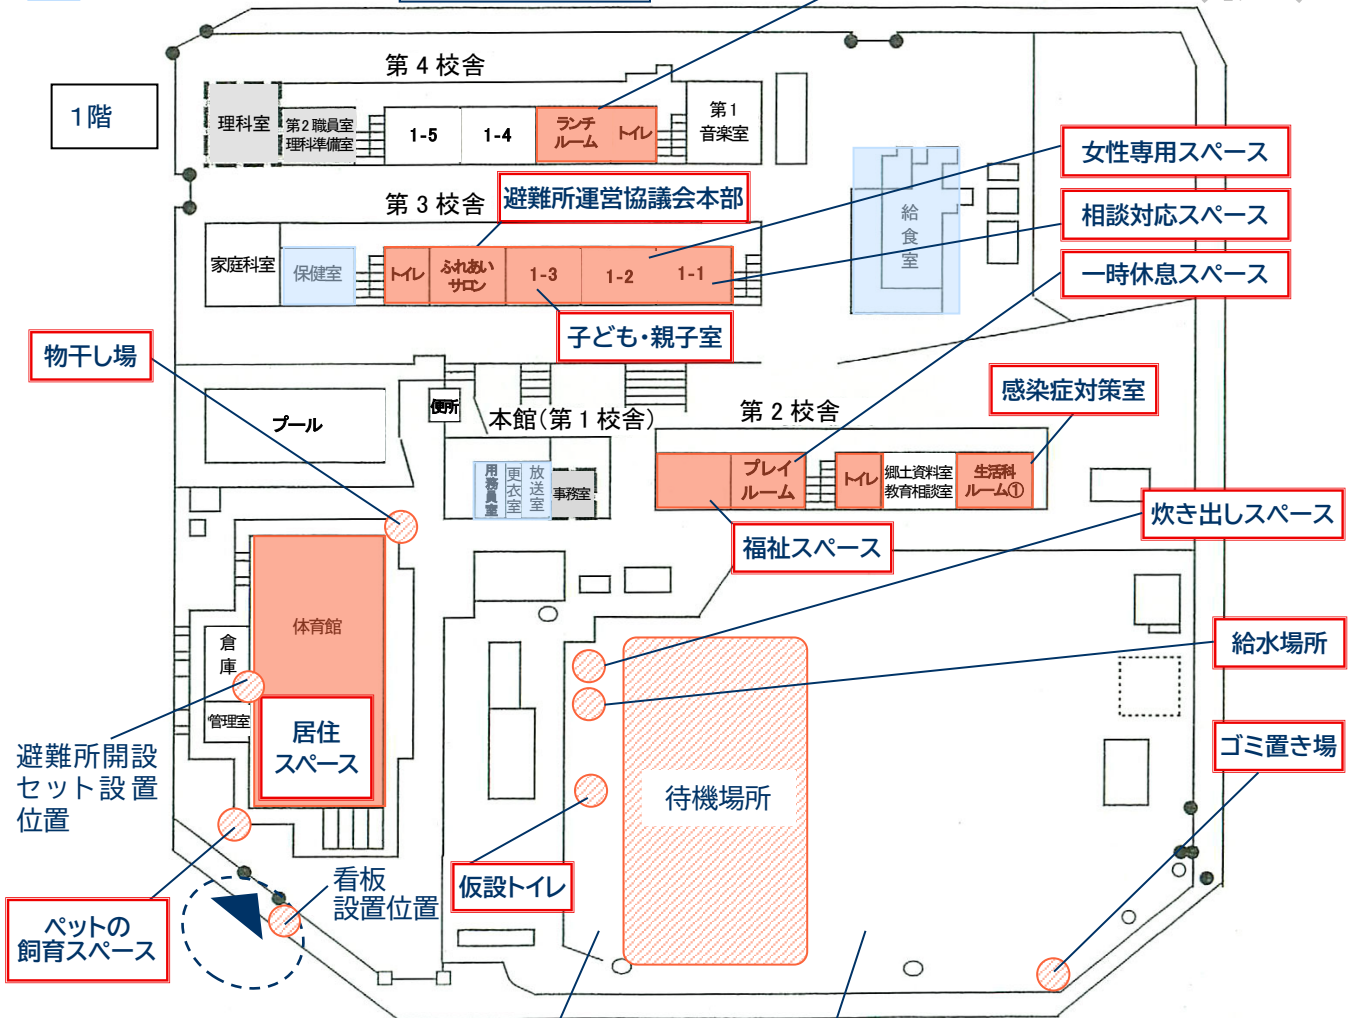 第４校舎
1階
理科室
第２職員室
理科準備室
1-5
1-4
ランチ
ルーム
トイレ
第１
音楽室
女性専用スペース
避難所運営協議会本部
第３校舎
相談対応スペース
給食室
家庭科室
保健室
トイレ
ふれあい
サロン
1-3
1-2
1-1
一時休息スペース
子ども・親子室
物干し場
感染症対策室
便所
プール
本館(第１校舎)
第２校舎
用務員室
更衣室
放送室
事務室
プレイ
ルーム
トイレ
郷土資料室
教育相談室
生活科
ルーム①
炊き出しスペース
福祉スペース
体育館
倉庫
給水場所
管理室
居住
スペース
ゴミ置き場
避難所開設
セット設置
位置
待機場所
看板
設置位置
仮設トイレ
ペットの
飼育スペース